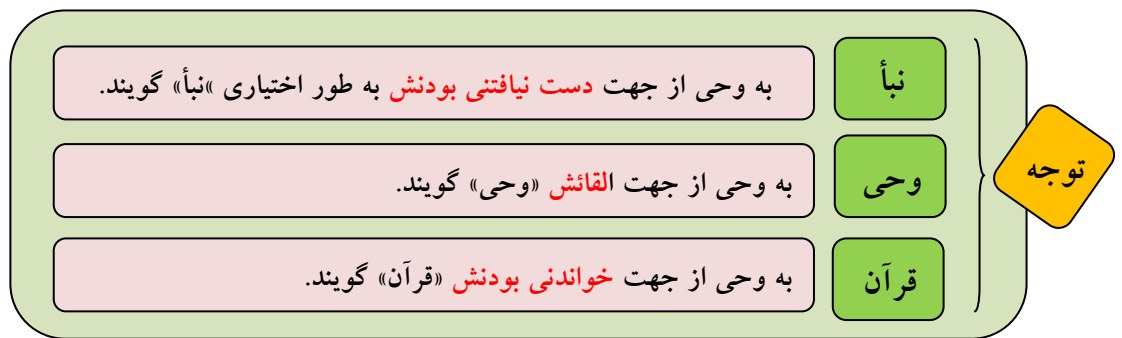 توجه
نبأ
به وحی از جهت دست نیافتنی بودنش به طور اختیاری »نبأ» گویند.
وحی
به وحی از جهت القائش «وحی» گویند.
قرآن
به وحی از جهت خواندنی بودنش «قرآن» گویند.